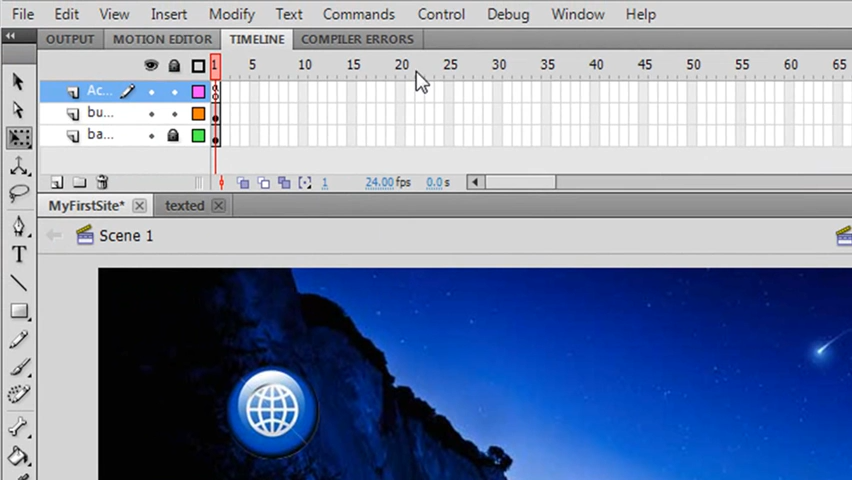 File Edit View Insert Modify Text Commands Control Debug Window Help
OUTPUT MOTION EDITOR TIMELINE COMPILER ERRORS
1 5 10 15 20 25 30 35 40 45 50 55 60 65
Ac...
bu...
ba...
1 24.00 fps 0.0 s
MyFirstSite* texted
Scene 1
T